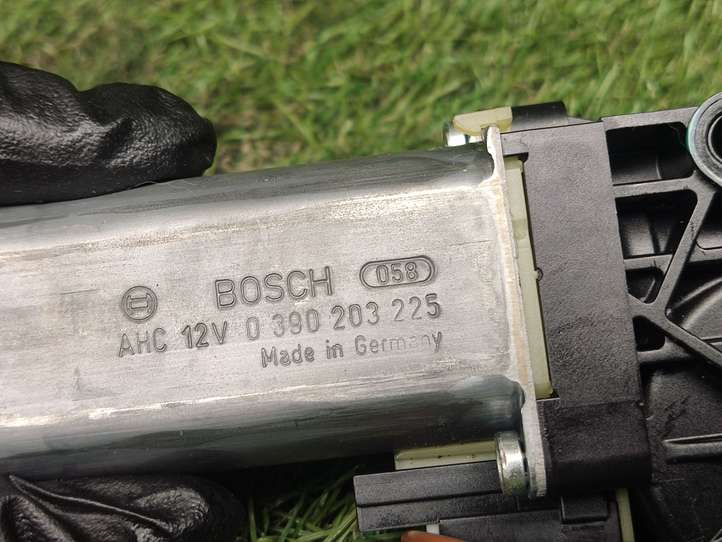 BOSCH 058
AHC 12V 0 390 203 225
Made in Germany